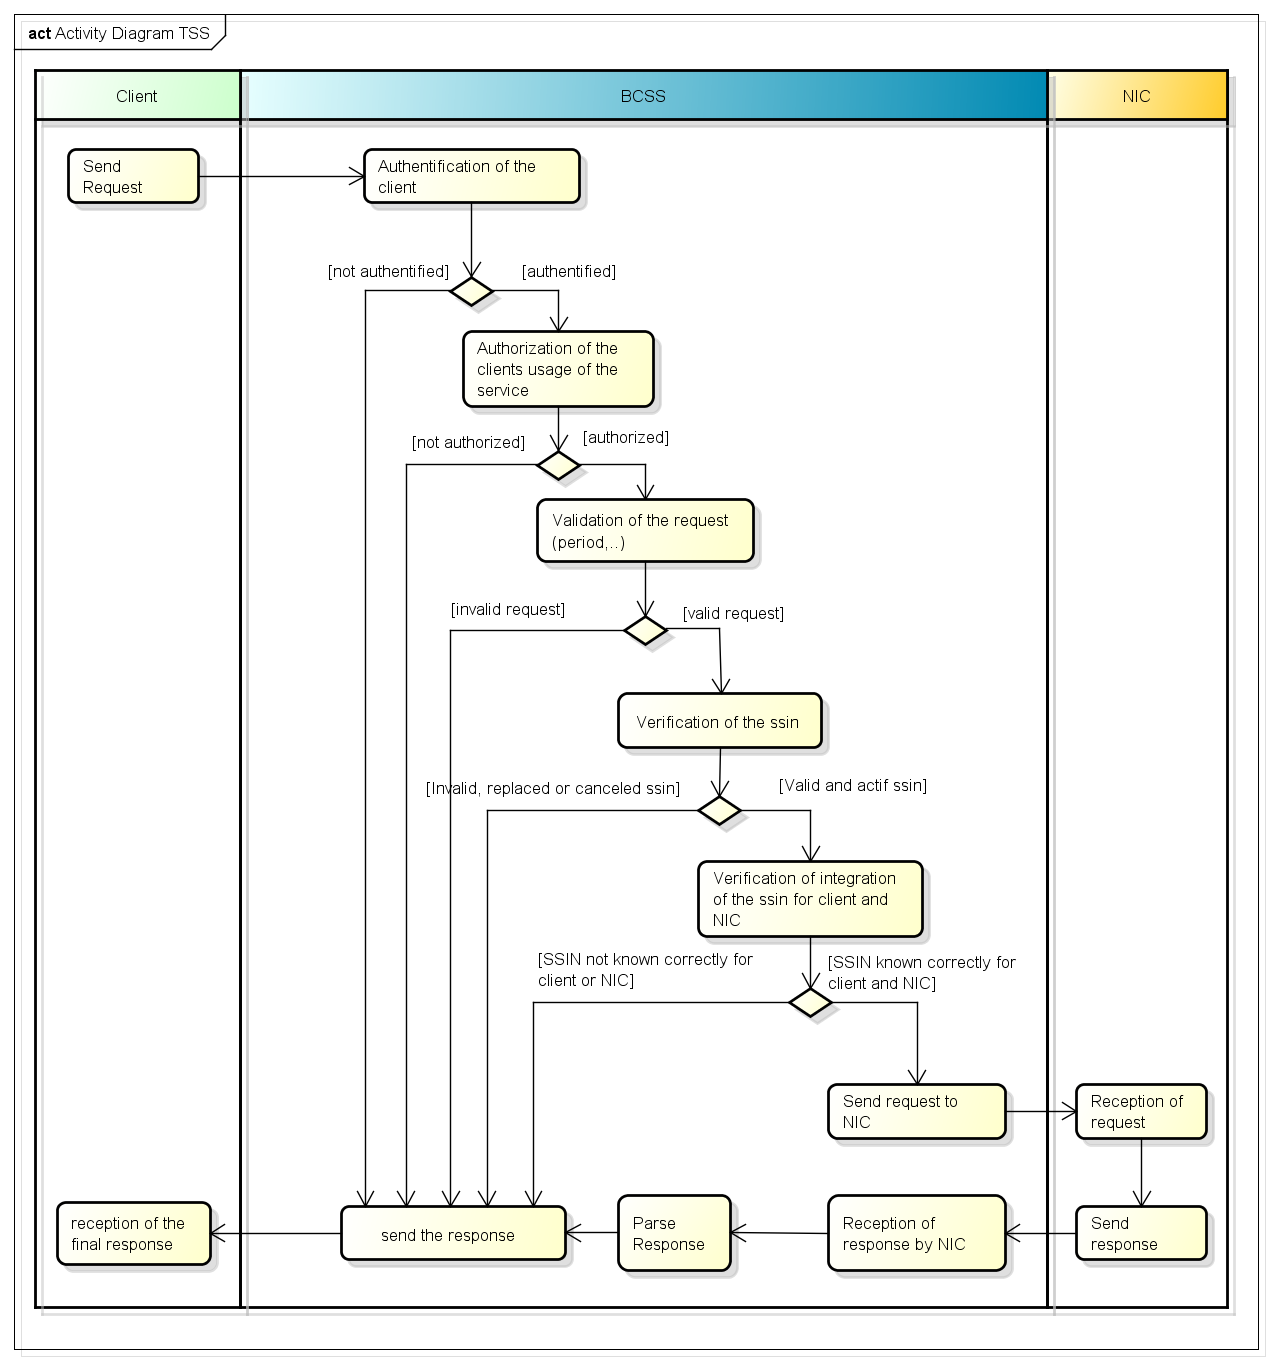 act Activity Diagram TSS
Client
BCSS
NIC
Send
Request
Authentification of the
client
[not authentified]
[authentified]
Authorization of the
clients usage of the
service
[not authorized]
[authorized]
Validation of the request
(period,..)
[invalid request]
[valid request]
Verification of the ssin
[Invalid, replaced or canceled ssin]
[Valid and actif ssin]
Verification of integration
of the ssin for client and
NIC
[SSIN not known correctly for
client or NIC]
[SSIN known correctly for
client and NIC]
Send request to
NIC
Reception of
request
reception of the
final response
send the response
Parse
Response
Reception of
response by NIC
Send
response